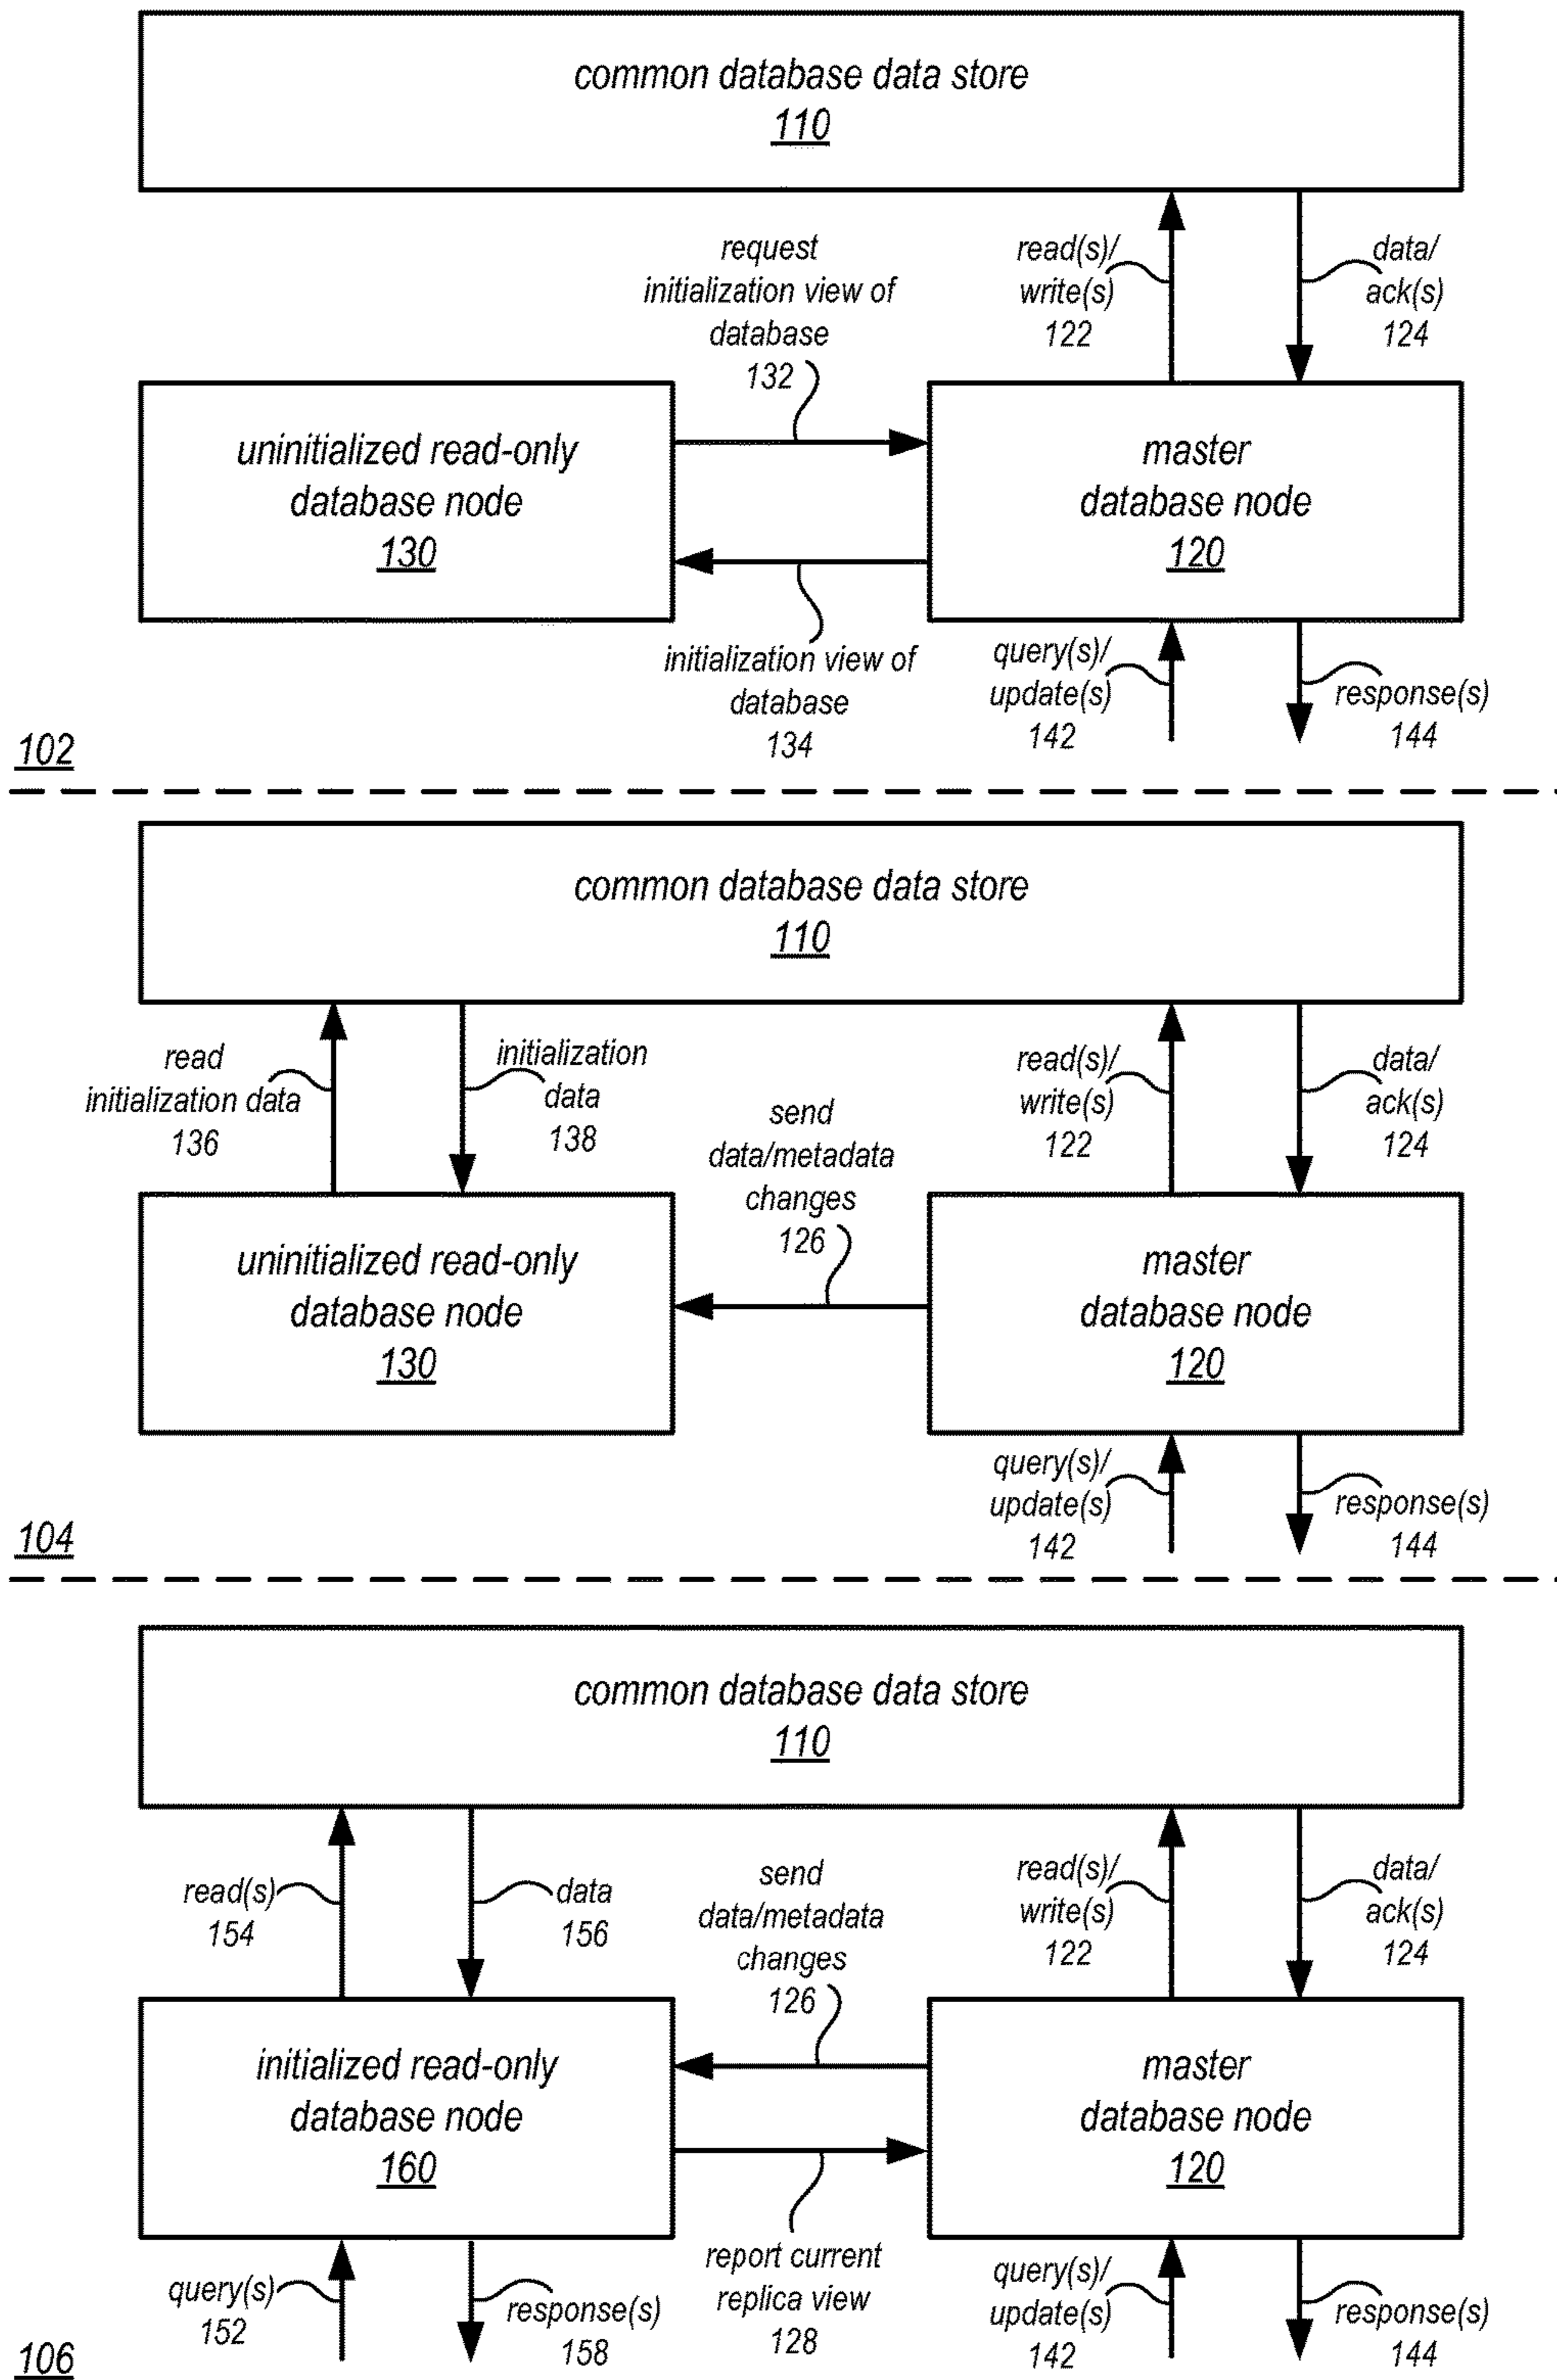 common database data store
110
request
initialization view of
database
132
read(s)/
write(s)
122
data/
ack(s)
124
uninitialized read-only
database node
130
master
database node
120
initialization view of
database
134
query(s)/
update(s)
142
response(s)
144
102
common database data store
110
read
initialization data
136
initialization
data
138
send
data/metadata
changes
126
read(s)/
write(s)
122
data/
ack(s)
124
uninitialized read-only
database node
130
master
database node
120
query(s)/
update(s)
142
response(s)
144
104
common database data store
110
read(s)
154
data
156
send
data/metadata
changes
126
read(s)/
write(s)
122
data/
ack(s)
124
initialized read-only
database node
160
master
database node
120
query(s)
152
response(s)
158
report current
replica view
128
query(s)/
update(s)
142
response(s)
144
106